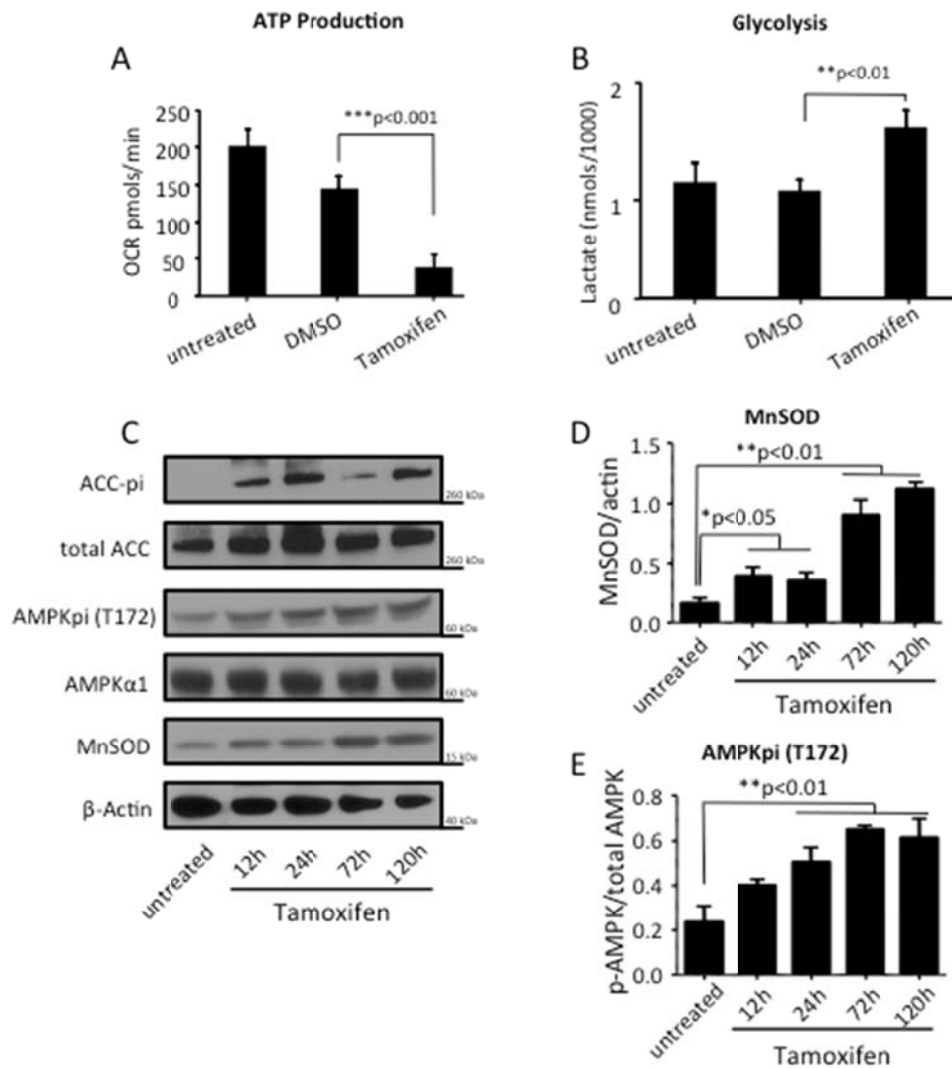 ATP Production
A
OCR pmols/min
250
200
150
100
50
0
***p<0.001
untreated
DMSO
Tamoxifen
Glycolysis
B
Lactate (nmols/1000)
2
1
0
**p<0.01
untreated
DMSO
Tamoxifen
C
ACC-pi
260 kDa
total ACC
260 kDa
AMPKpi (T172)
60 kDa
AMPKα1
60 kDa
MnSOD
15 kDa
β-Actin
40 kDa
untreated
12h
24h
72h
120h
Tamoxifen
D
MnSOD
MnSOD/actin
1.5
1.0
0.5
0.0
**p<0.01
*p<0.05
untreated
12h
24h
72h
120h
Tamoxifen
E
AMPKpi (T172)
p-AMPK/total AMPK
0.8
0.6
0.4
0.2
0.0
**p<0.01
untreated
12h
24h
72h
120h
Tamoxifen